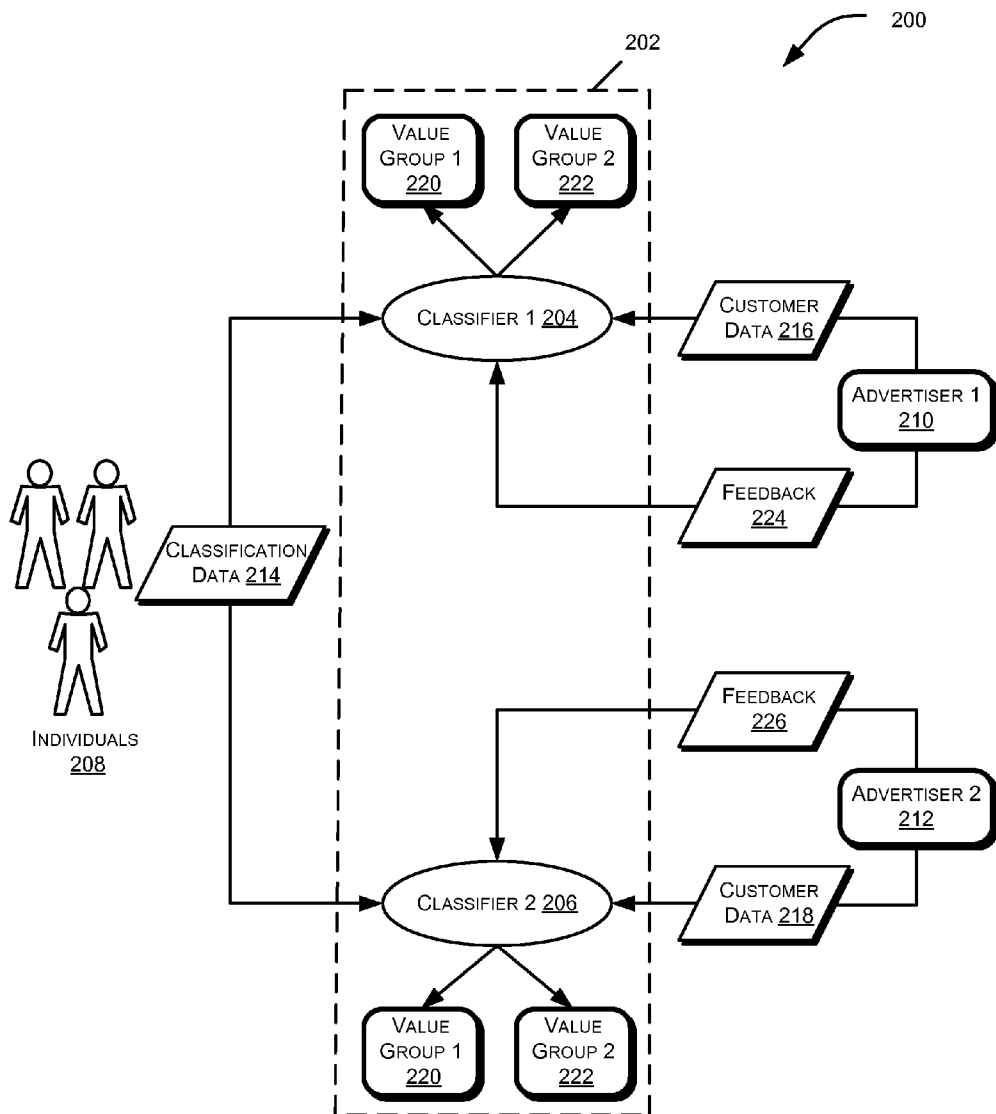 200
202
VALUE
GROUP 1
220
VALUE
GROUP 2
222
CLASSIFIER 1 204
CUSTOMER
DATA 216
ADVERTISER 1
210
FEEDBACK
224
CLASSIFICATION
DATA 214
INDIVIDUALS
208
FEEDBACK
226
ADVERTISER 2
212
CLASSIFIER 2 206
CUSTOMER
DATA 218
VALUE
GROUP 1
220
VALUE
GROUP 2
222